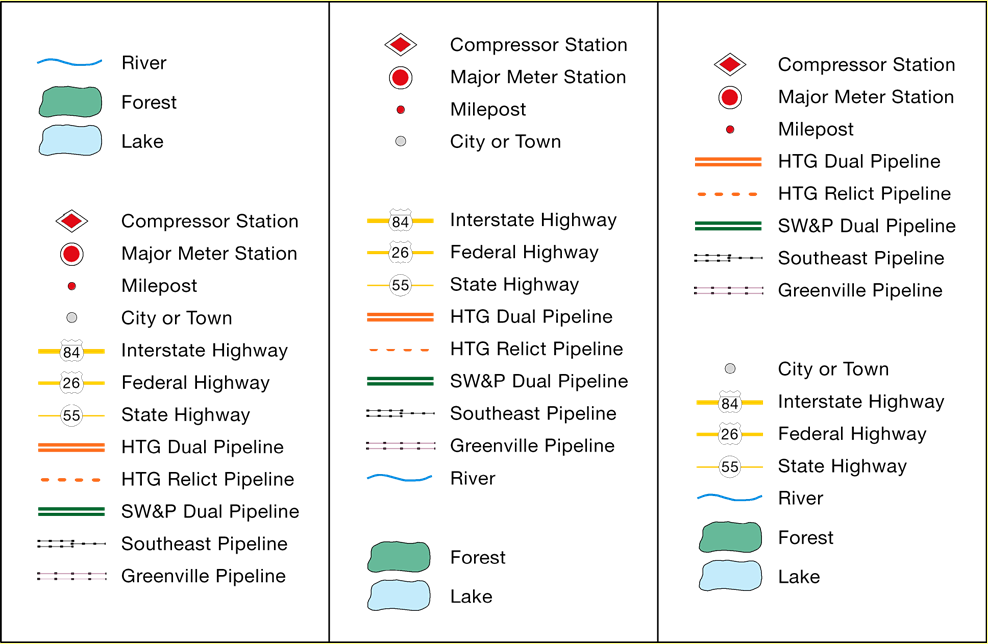 River
Forest
Lake
Compressor Station
Major Meter Station
Milepost
City or Town
84 Interstate Highway
26 Federal Highway
55 State Highway
HTG Dual Pipeline
HTG Relict Pipeline
SW&P Dual Pipeline
Southeast Pipeline
Greenville Pipeline
Compressor Station
Major Meter Station
Milepost
City or Town
84 Interstate Highway
26 Federal Highway
55 State Highway
HTG Dual Pipeline
HTG Relict Pipeline
SW&P Dual Pipeline
Southeast Pipeline
Greenville Pipeline
River
Forest
Lake
Compressor Station
Major Meter Station
Milepost
HTG Dual Pipeline
HTG Relict Pipeline
SW&P Dual Pipeline
Southeast Pipeline
Greenville Pipeline
City or Town
84 Interstate Highway
26 Federal Highway
55 State Highway
River
Forest
Lake